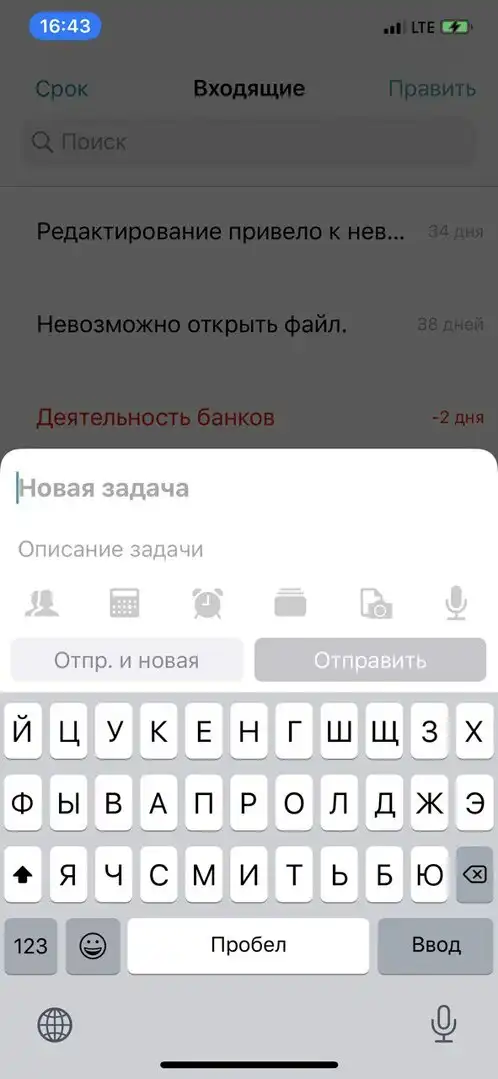 16:43 LTE
Срок Входящие Править
Поиск
Редактирование привело к нев... 34 дня
Невозможно открыть файл. 38 дней
Деятельность банков -2 дня
Новая задача
Описание задачи
Отпр. и новая Отправить
Й Ц У К Е Н Г Ш Щ З Х
Ф Ы В А П Р О Л Д Ж Э
Я Ч С М И Т Ь Б Ю
123 Пробел Ввод